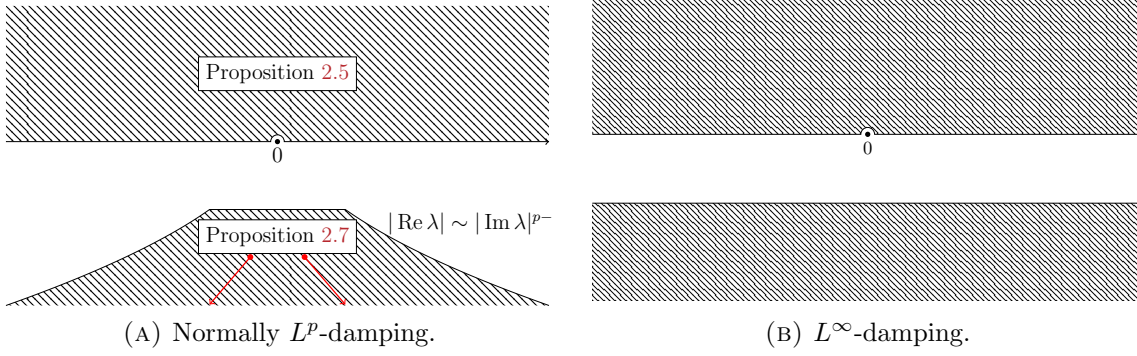 Proposition 2.5
0
Proposition 2.7
| Re λ| ∼ | Im λ|^{p−}
(A) Normally L^p-damping.
0
(B) L^∞-damping.